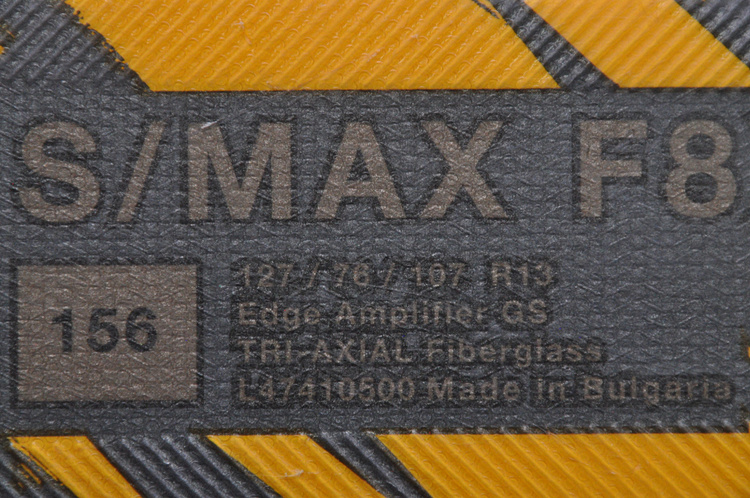 S/MAX F8
156
127 / 76 / 107 R13
Edge Amplifier GS
TRI-AXIAL Fiberglass
L47410500 Made in Bulgaria